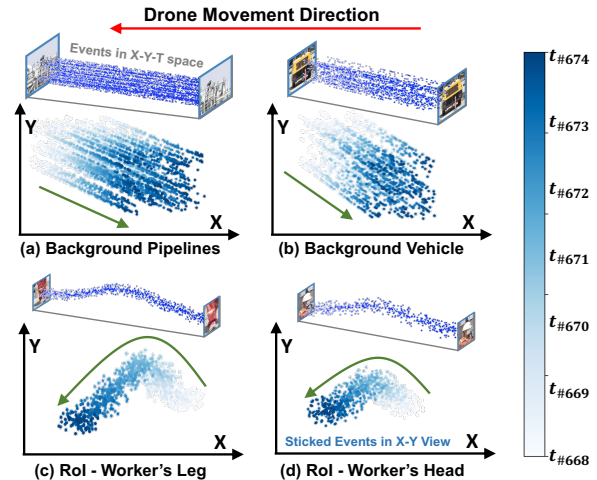 Drone Movement Direction
Events in X-Y-T space
Y
X
(a) Background Pipelines
X
(b) Background Vehicle
Y
X
(c) RoI - Worker's Leg
Y
Sticked Events in X-Y View
X
(d) RoI - Worker's Head
t#674
t#673
t#672
t#671
t#670
t#669
t#668